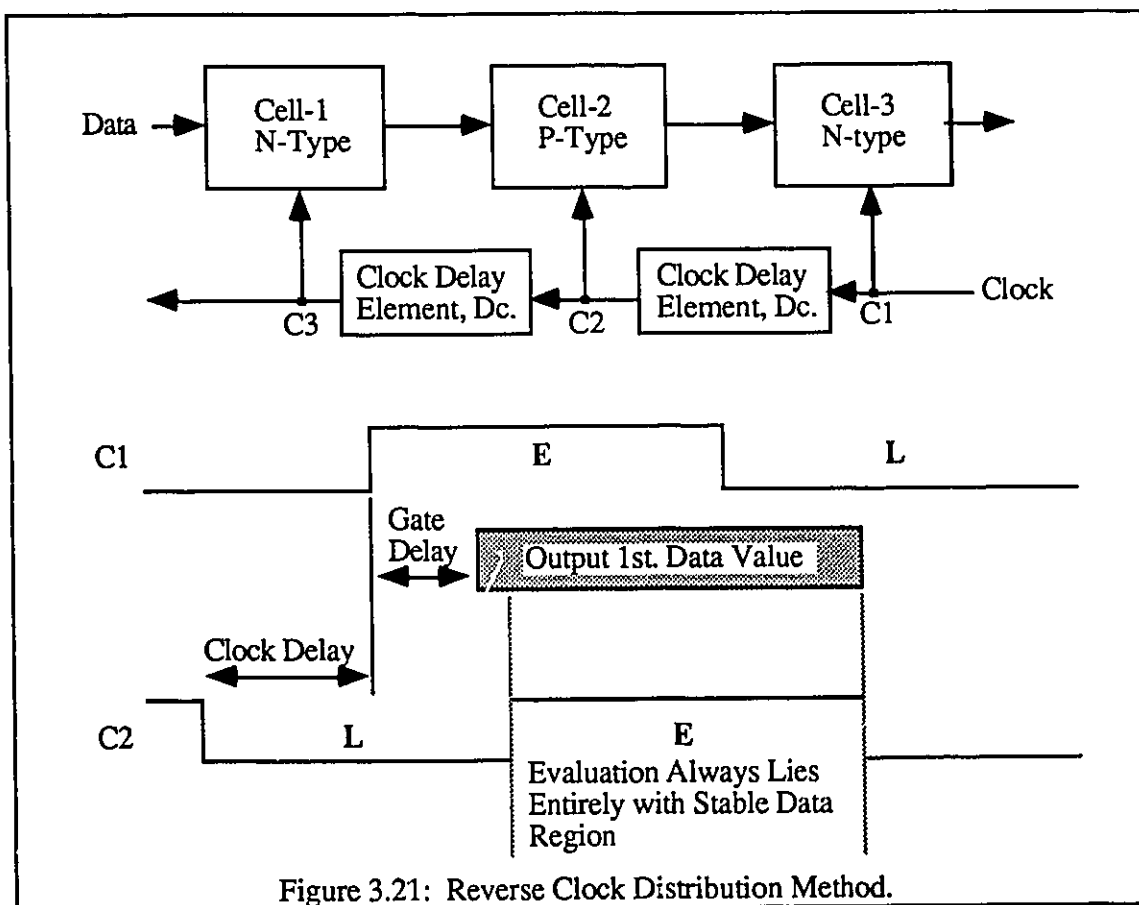 Data
Cell-1
N-Type
Cell-2
P-Type
Cell-3
N-type
Clock Delay
Element, Dc.
Clock Delay
Element, Dc.
Clock
C3
C2
C1
C1
E
L
Gate
Delay
Output 1st. Data Value
Clock Delay
C2
L
E
Evaluation Always Lies
Entirely with Stable Data
Region
Figure 3.21: Reverse Clock Distribution Method.